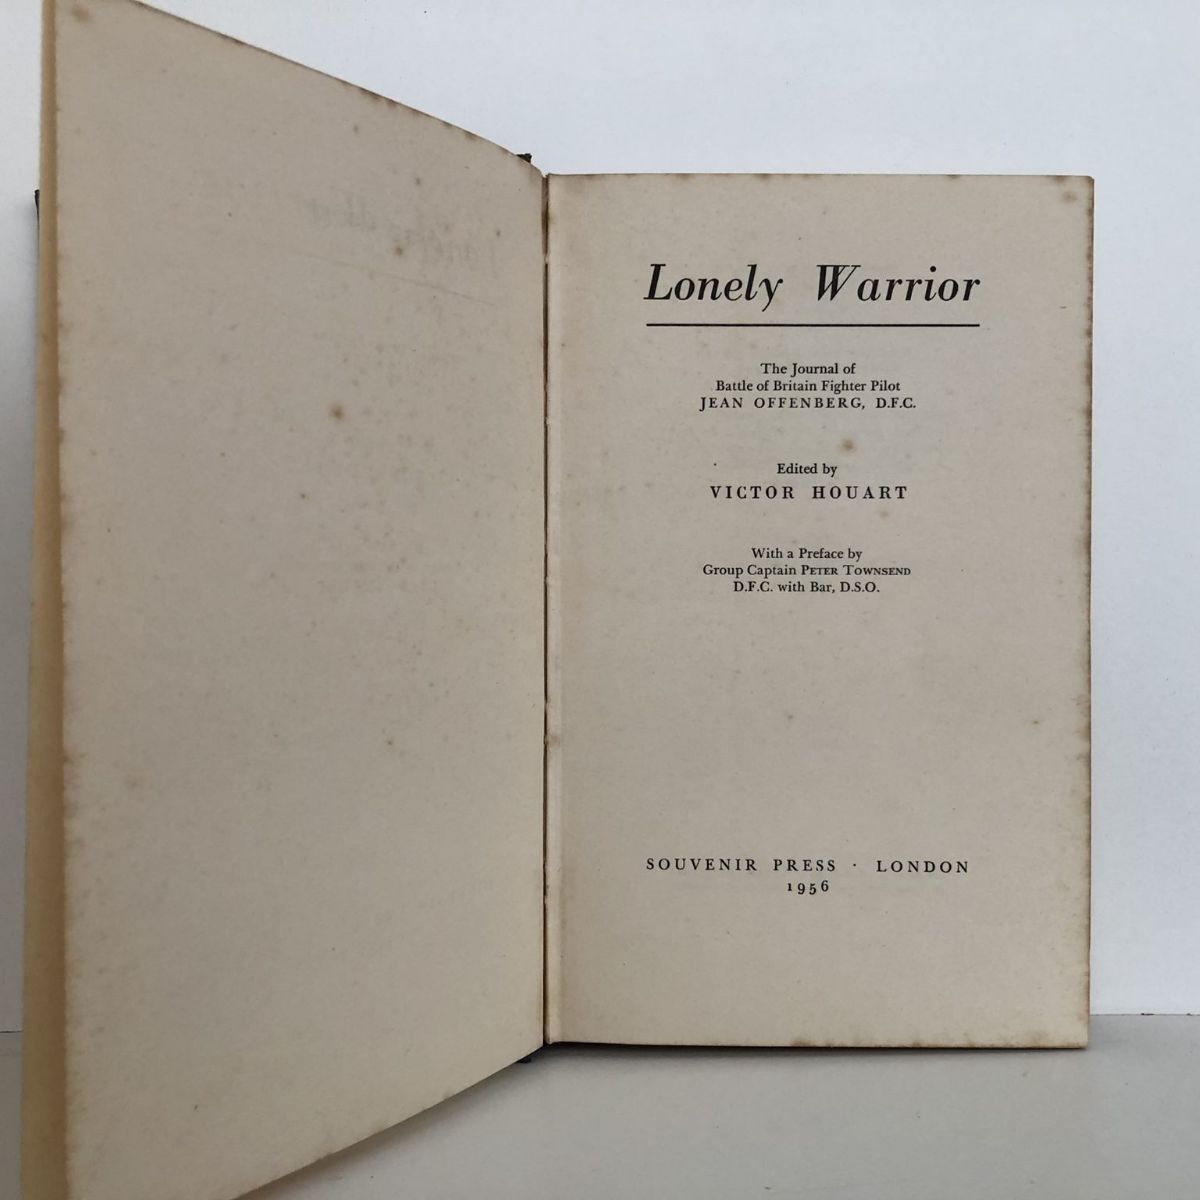 Lonely Warrior
The Journal of
Battle of Britain Fighter Pilot
JEAN OFFENBERG, D.F.C.
Edited by
VICTOR HOUART
With a Preface by
Group Captain PETER TOWNSEND
D.F.C. with Bar, D.S.O.
SOUVENIR PRESS · LONDON
1956